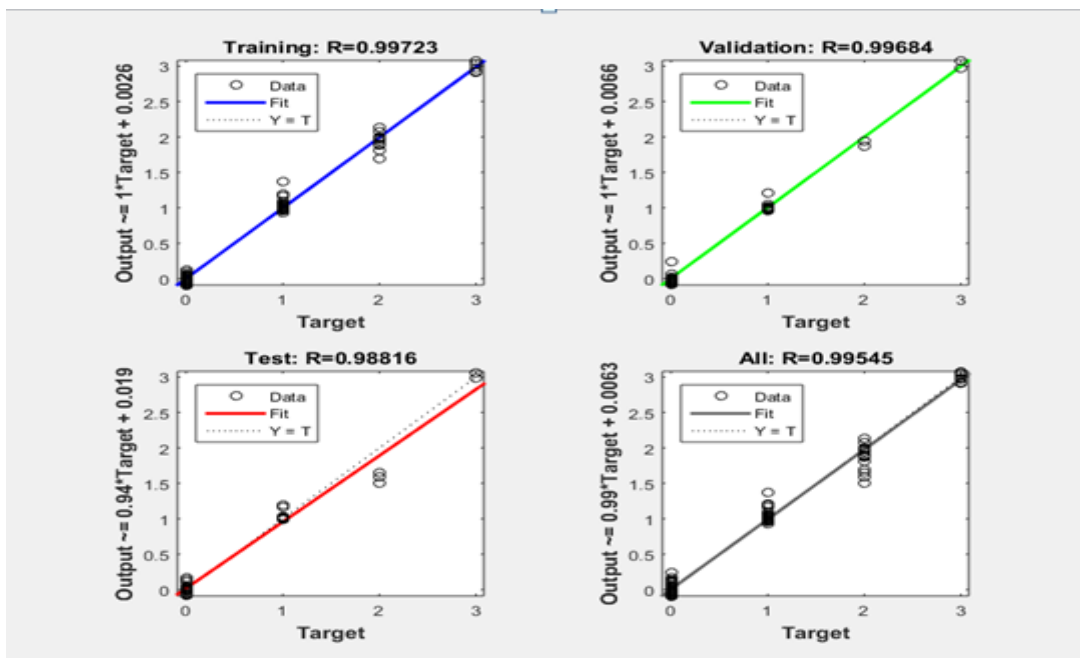 Training: R=0.99723
Output ~= 1*Target + 0.0026
Data
Fit
Y = T
3
2.5
2
1.5
1
0.5
0
0 1 2 3
Target
Validation: R=0.99684
Output ~= 1*Target + 0.0066
Data
Fit
Y = T
3
2.5
2
1.5
1
0.5
0
0 1 2 3
Target
Test: R=0.98816
Output ~= 0.94*Target + 0.019
Data
Fit
Y = T
3
2.5
2
1.5
1
0.5
0
0 1 2 3
Target
All: R=0.99545
Output ~= 0.99*Target + 0.0063
Data
Fit
Y = T
3
2.5
2
1.5
1
0.5
0
0 1 2 3
Target